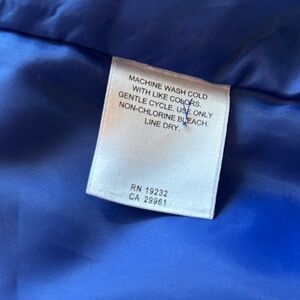 MACHINE WASH COLD
WITH LIKE COLORS.
GENTLE CYCLE. USE ONLY
NON-CHLORINE BLEACH.
LINE DRY.
RN 19232
CA 29961